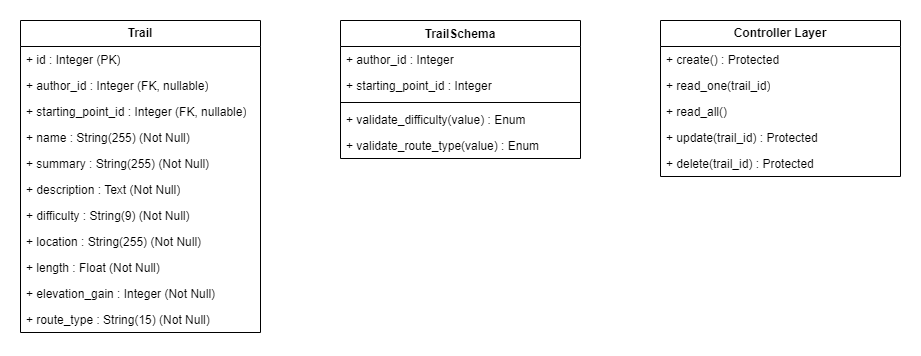 Trail
+ id : Integer (PK)
+ author_id : Integer (FK, nullable)
+ starting_point_id : Integer (FK, nullable)
+ name : String(255) (Not Null)
+ summary : String(255) (Not Null)
+ description : Text (Not Null)
+ difficulty : String(9) (Not Null)
+ location : String(255) (Not Null)
+ length : Float (Not Null)
+ elevation_gain : Integer (Not Null)
+ route_type : String(15) (Not Null)
TrailSchema
+ author_id : Integer
+ starting_point_id : Integer
+ validate_difficulty(value) : Enum
+ validate_route_type(value) : Enum
Controller Layer
+ create() : Protected
+ read_one(trail_id)
+ read_all()
+ update(trail_id) : Protected
+ delete(trail_id) : Protected